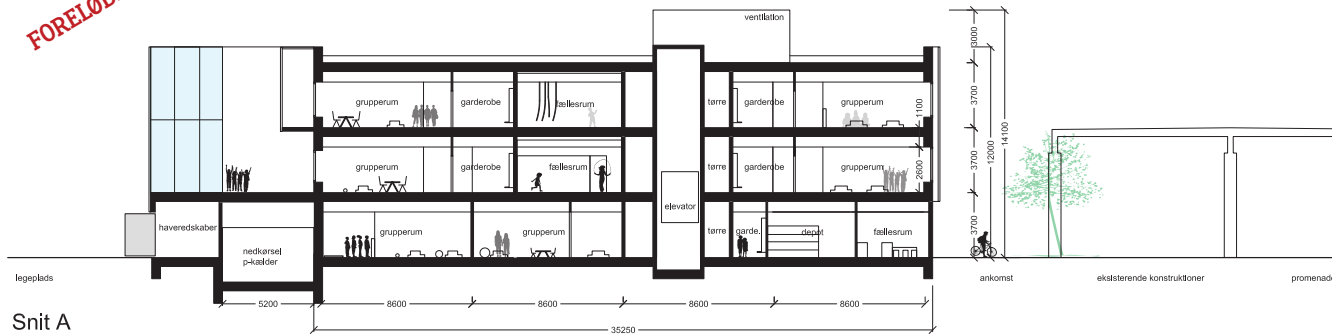 ventilation
grupperum
garderobe
fællesrum
tørre
garderobe
grupperum
grupperum
garderobe
fællesrum
tørre
garderobe
grupperum
elevator
haveredskaber
nedkørsel
p-kælder
grupperum
grupperum
tørre
garde.
depot
fællesrum
3000
3700
3700
3700
12000
14100
1100
2600
legeplads
ankomst
eksisterende konstruktioner
promenade
5200
8600
8600
8600
8600
35250
Snit A